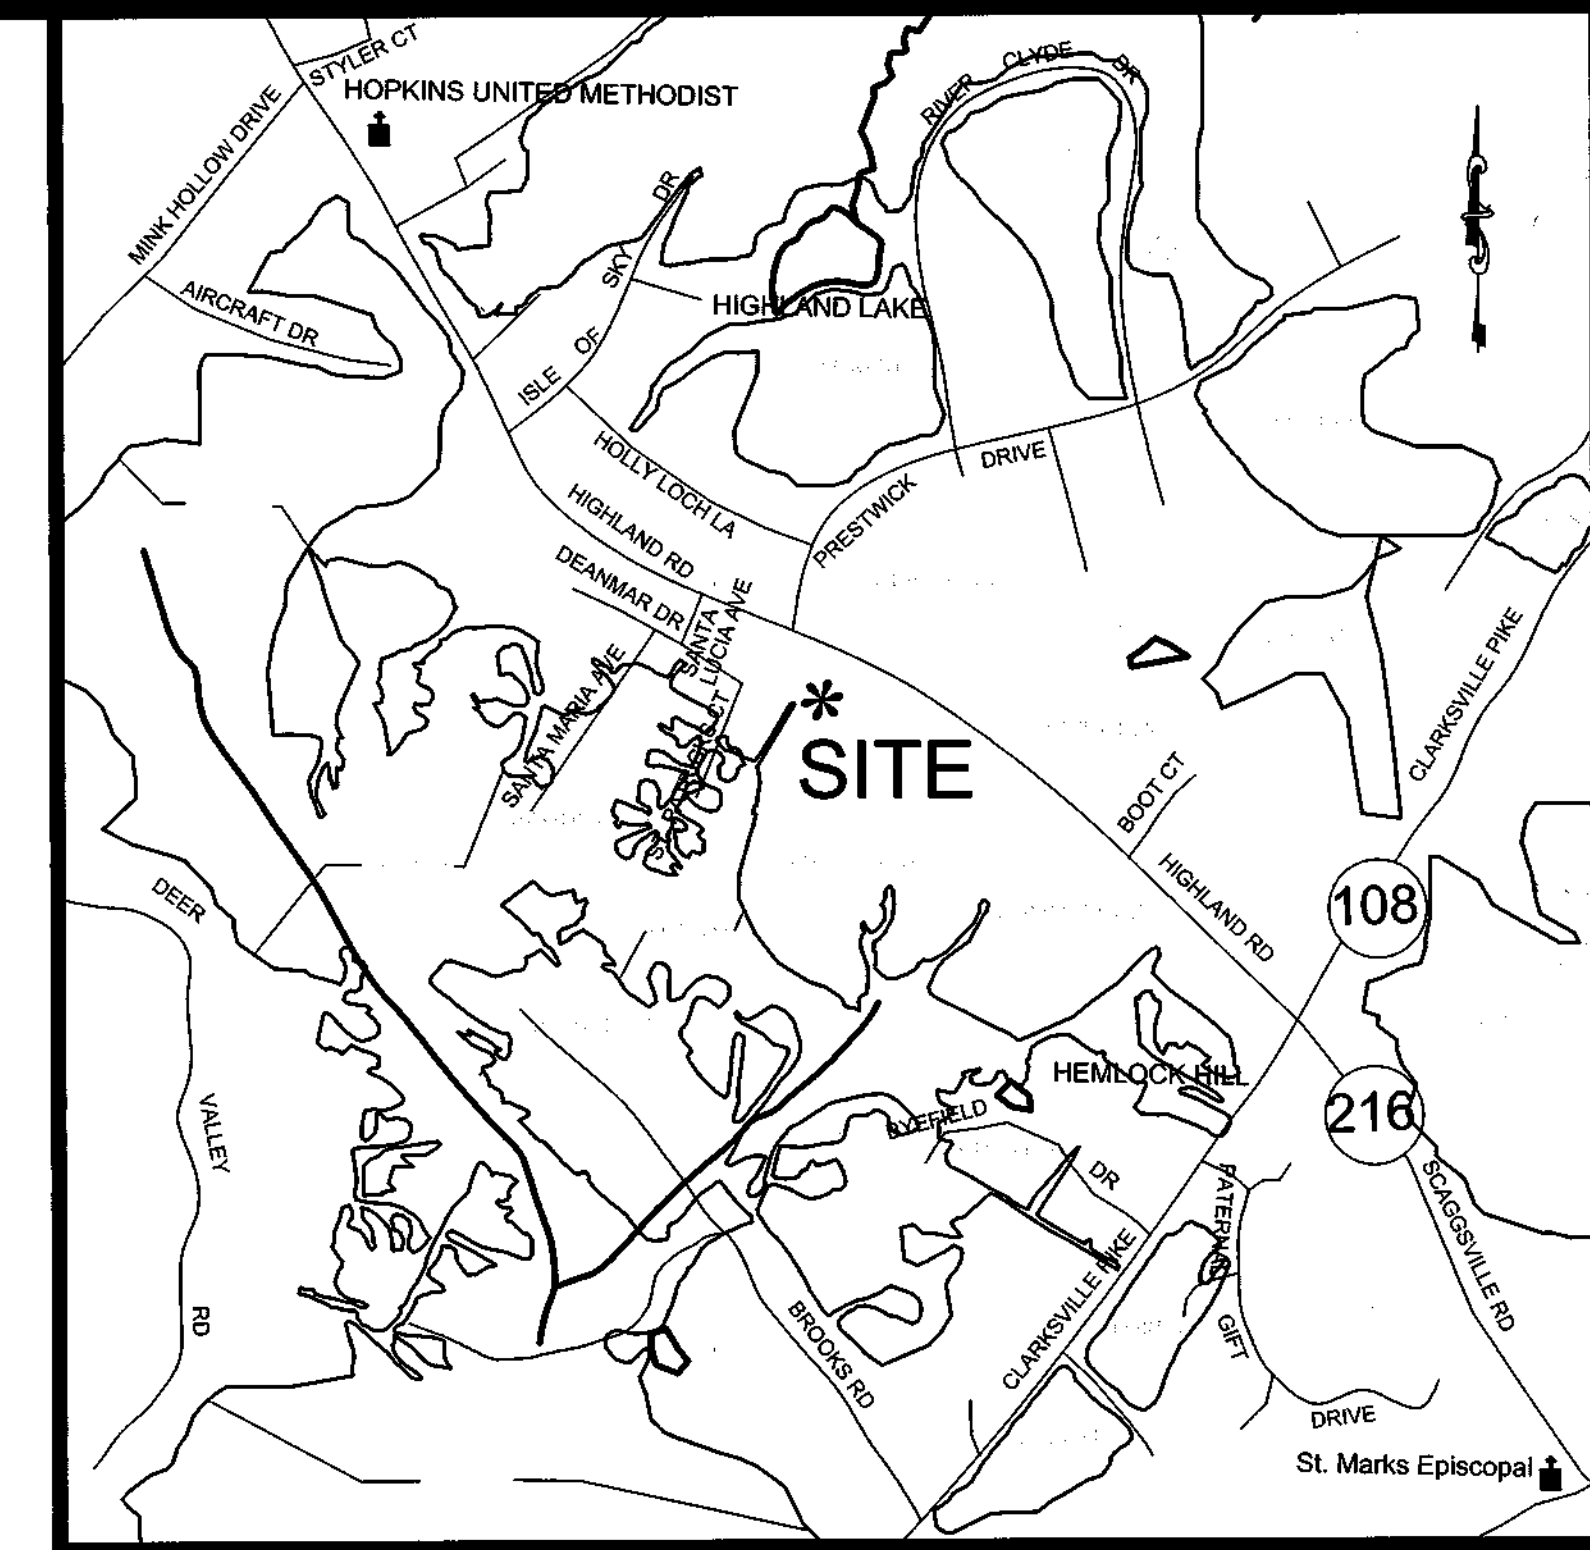 STYLER CT
HOPKINS UNITED METHODIST
MINK HOLLOW DRIVE
AIRCRAFT DR
RIVER CLYDE DR
ISLE OF SKY DR
HIGHLAND LAKE
HOLLY LOCH LA
HIGHLAND RD
DEANMAR DR
PRESTWICK DRIVE
SANTA
LUCIA AVE
SANTA MARIA AVE
CT
SITE
CLARKSVILLE PIKE
BOOT CT
HIGHLAND RD
108
DEER VALLEY RD
HEMLOCK HILL
RYEFIELD DR
216
SCAGGSVILLE RD
PATERNAL GIFT DRIVE
CLARKSVILLE PIKE
BROOKS RD
St. Marks Episcopal